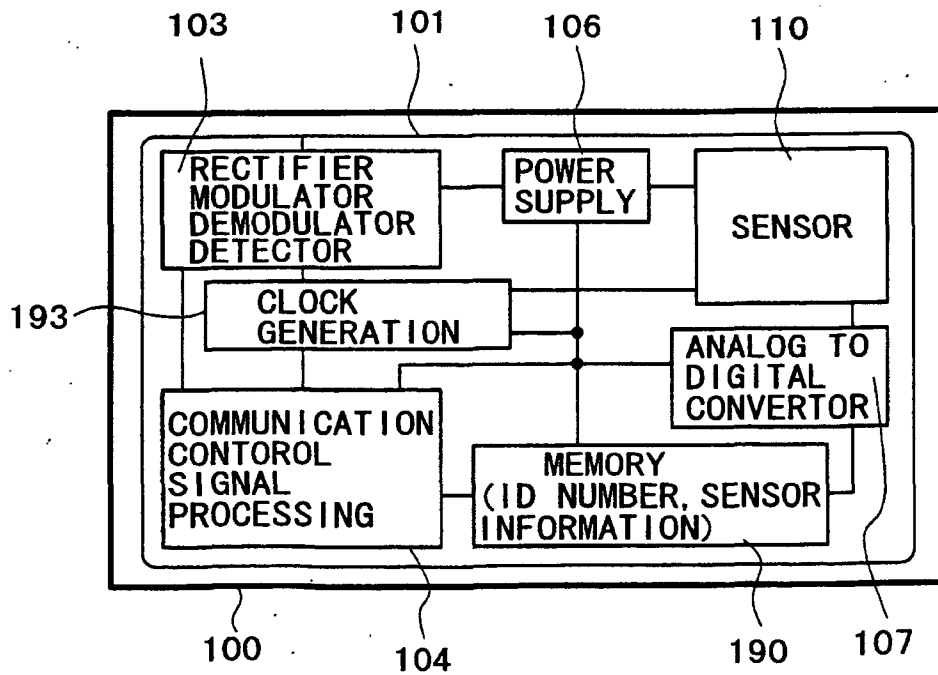 103
101
106
110
RECTIFIER
MODULATOR
DEMODULATOR
DETECTOR
POWER
SUPPLY
SENSOR
193
CLOCK
GENERATION
ANALOG TO
DIGITAL
CONVERTOR
COMMUNICATION
CONTOROL
SIGNAL
PROCESSING
MEMORY
(ID NUMBER, SENSOR
INFORMATION)
100
104
190
107